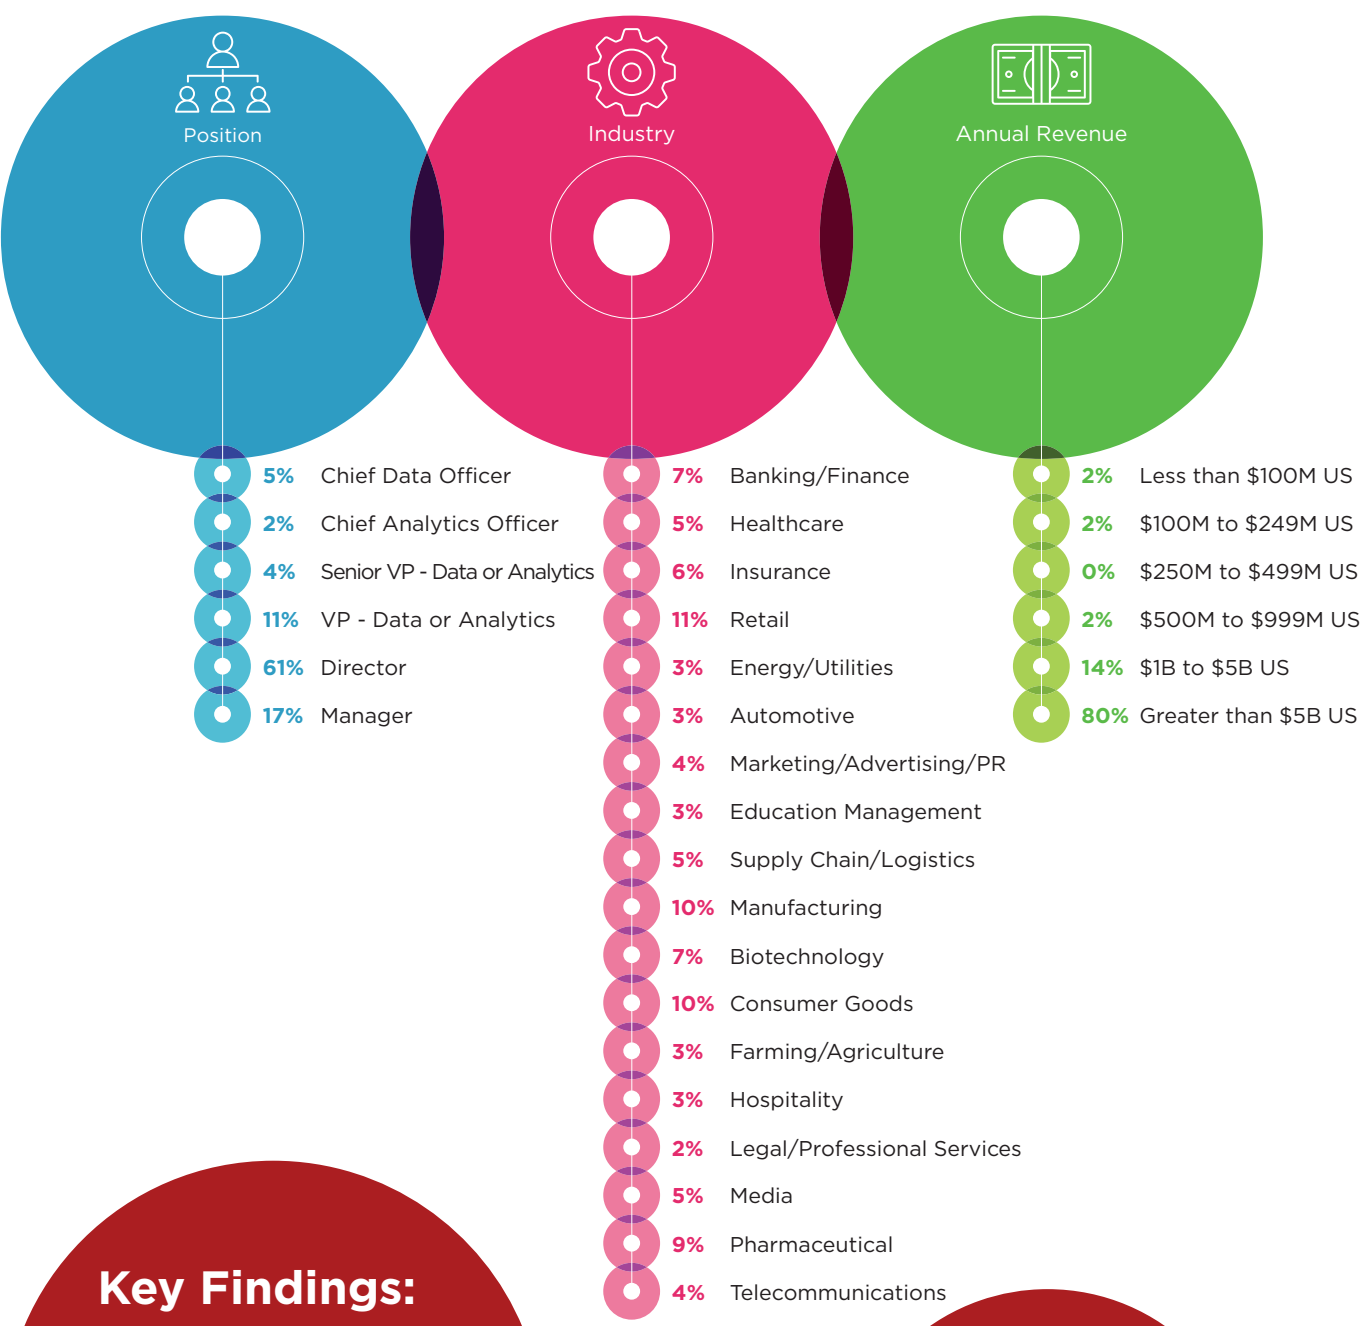 Position
5% Chief Data Officer
2% Chief Analytics Officer
4% Senior VP - Data or Analytics
11% VP - Data or Analytics
61% Director
17% Manager
Industry
7% Banking/Finance
5% Healthcare
6% Insurance
11% Retail
3% Energy/Utilities
3% Automotive
4% Marketing/Advertising/PR
3% Education Management
5% Supply Chain/Logistics
10% Manufacturing
7% Biotechnology
10% Consumer Goods
3% Farming/Agriculture
3% Hospitality
2% Legal/Professional Services
5% Media
9% Pharmaceutical
4% Telecommunications
Annual Revenue
2% Less than $100M US
2% $100M to $249M US
0% $250M to $499M US
2% $500M to $999M US
14% $1B to $5B US
80% Greater than $5B US
Key Findings: